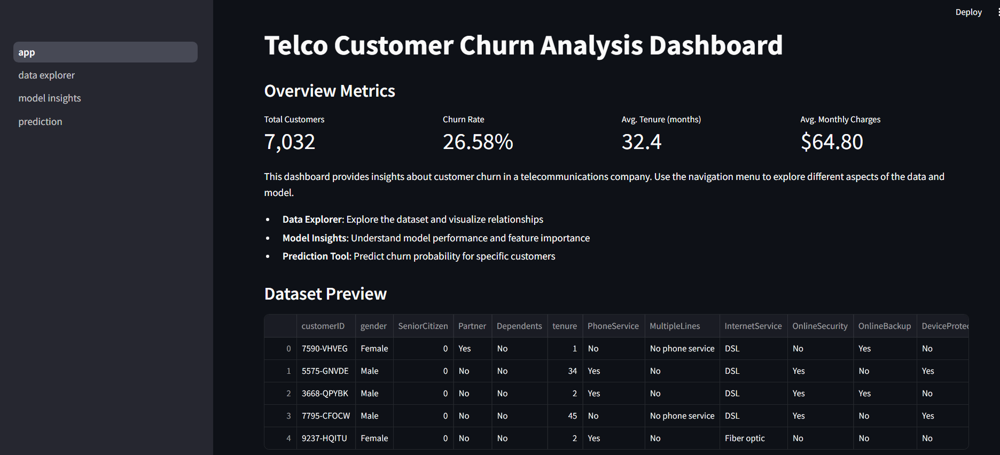 Deploy
app
data explorer
model insights
prediction
Telco Customer Churn Analysis Dashboard
Overview Metrics
Total Customers Churn Rate Avg. Tenure (months) Avg. Monthly Charges
7,032 26.58% 32.4 $64.80
This dashboard provides insights about customer churn in a telecommunications company. Use the navigation menu to explore different aspects of the data and
model.
• Data Explorer: Explore the dataset and visualize relationships
• Model Insights: Understand model performance and feature importance
• Prediction Tool: Predict churn probability for specific customers
Dataset Preview
customerID gender SeniorCitizen Partner Dependents tenure PhoneService MultipleLines InternetService OnlineSecurity OnlineBackup DeviceProtec
0 7590-VHVEG Female 0 Yes No 1 No No phone service DSL No Yes No
1 5575-GNVDE Male 0 No No 34 Yes No DSL Yes No Yes
2 3668-QPYBK Male 0 No No 2 Yes No DSL Yes Yes No
3 7795-CFOCW Male 0 No No 45 No No phone service DSL Yes No Yes
4 9237-HQITU Female 0 No No 2 Yes No Fiber optic No No No